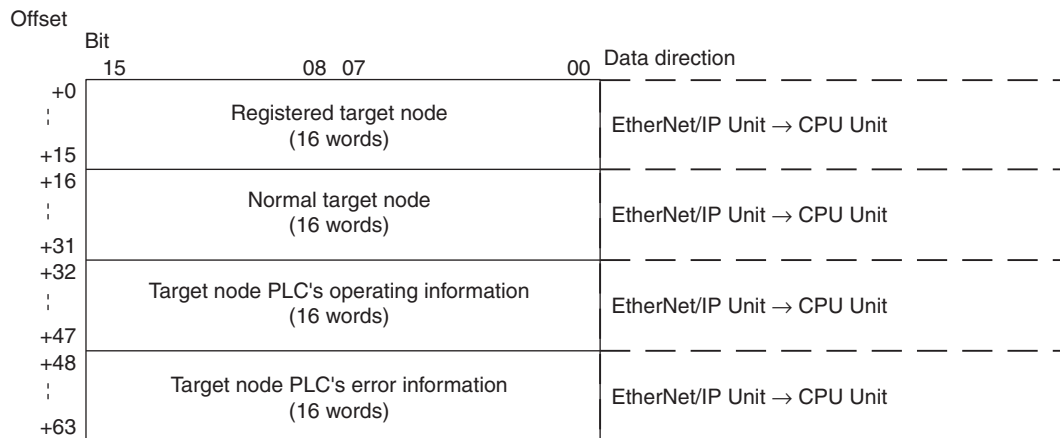 Offset
Bit
15 08 07 00 Data direction
+0
+15
Registered target node
(16 words)
EtherNet/IP Unit → CPU Unit
+16
+31
Normal target node
(16 words)
EtherNet/IP Unit → CPU Unit
+32
+47
Target node PLC's operating information
(16 words)
EtherNet/IP Unit → CPU Unit
+48
+63
Target node PLC's error information
(16 words)
EtherNet/IP Unit → CPU Unit